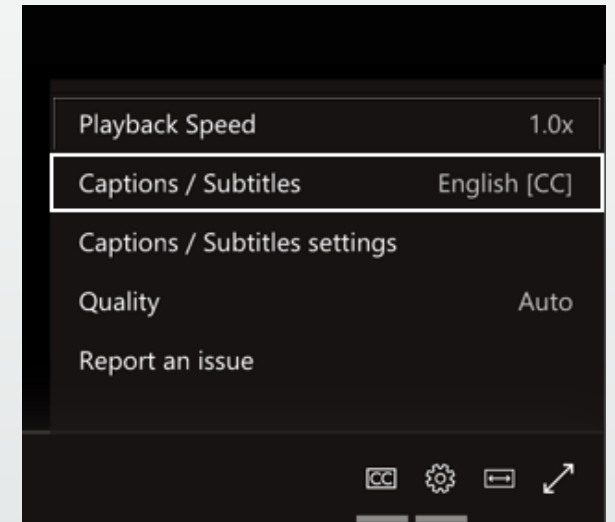 Playback Speed 1.0x
Captions / Subtitles English [CC]
Captions / Subtitles settings
Quality Auto
Report an issue
CC